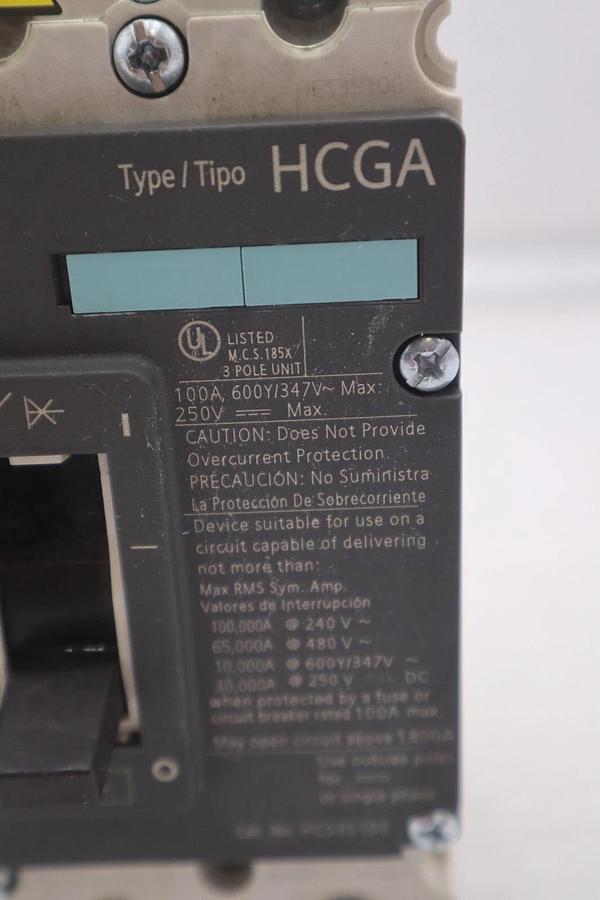 Type / Tipo HCGA
UL
LISTED
M.C.S.185X
3 POLE UNIT
100A, 600Y/347V~ Max.
250V ⎓ Max.
CAUTION: Does Not Provide
Overcurrent Protection.
PRECAUCIÓN: No Suministra
La Protección De Sobrecorriente
Device suitable for use on a
circuit capable of delivering
not more than:
Max RMS Sym. Amp.
Valores de Interrupción
100,000A @ 240 V ~
65,000A @ 480 V ~
10,000A @ 600Y/347V ~
30,000A @ 250 V ⎓ DC
when protected by a fuse or
circuit breaker rated 100A max.
May open circuit above 1800A
Use outside poles
for ⎓
or single phase
Cat. No.